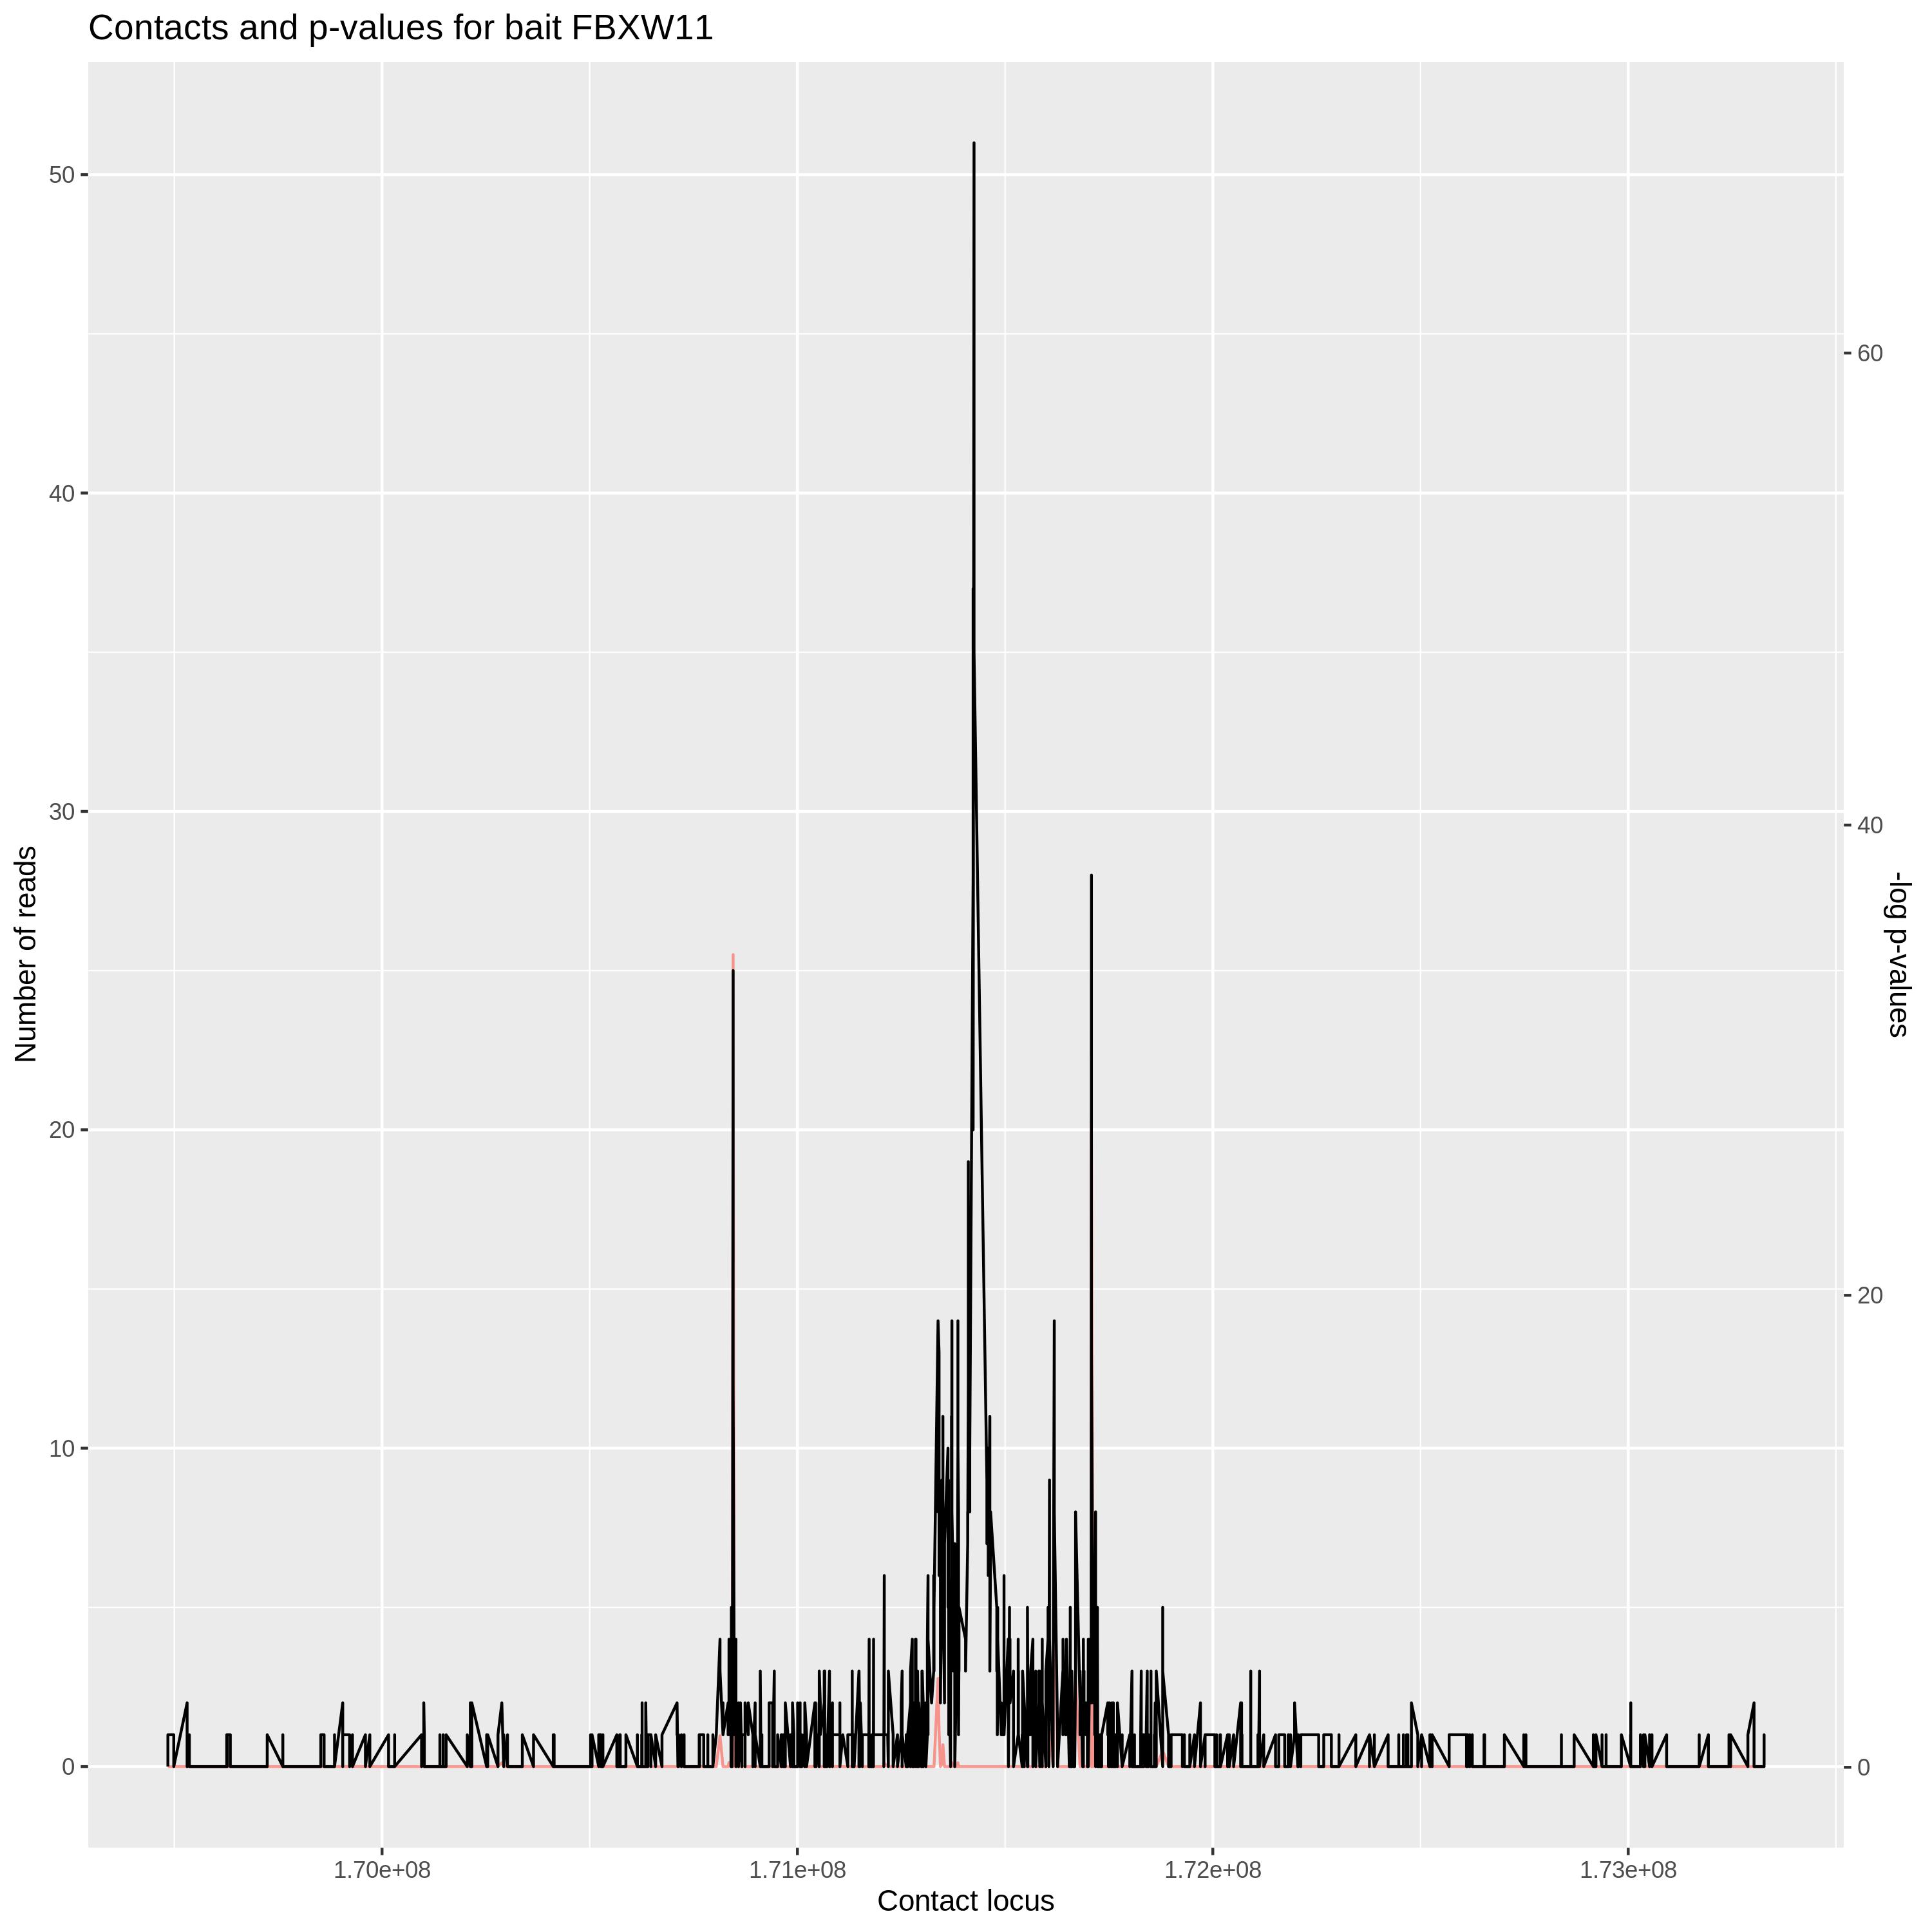 Contacts and p-values for bait FBXW11
50
40
30
20
10
0
Number of reads
60
40
20
0
-log p-values
1.70e+08
1.71e+08
1.72e+08
1.73e+08
Contact locus